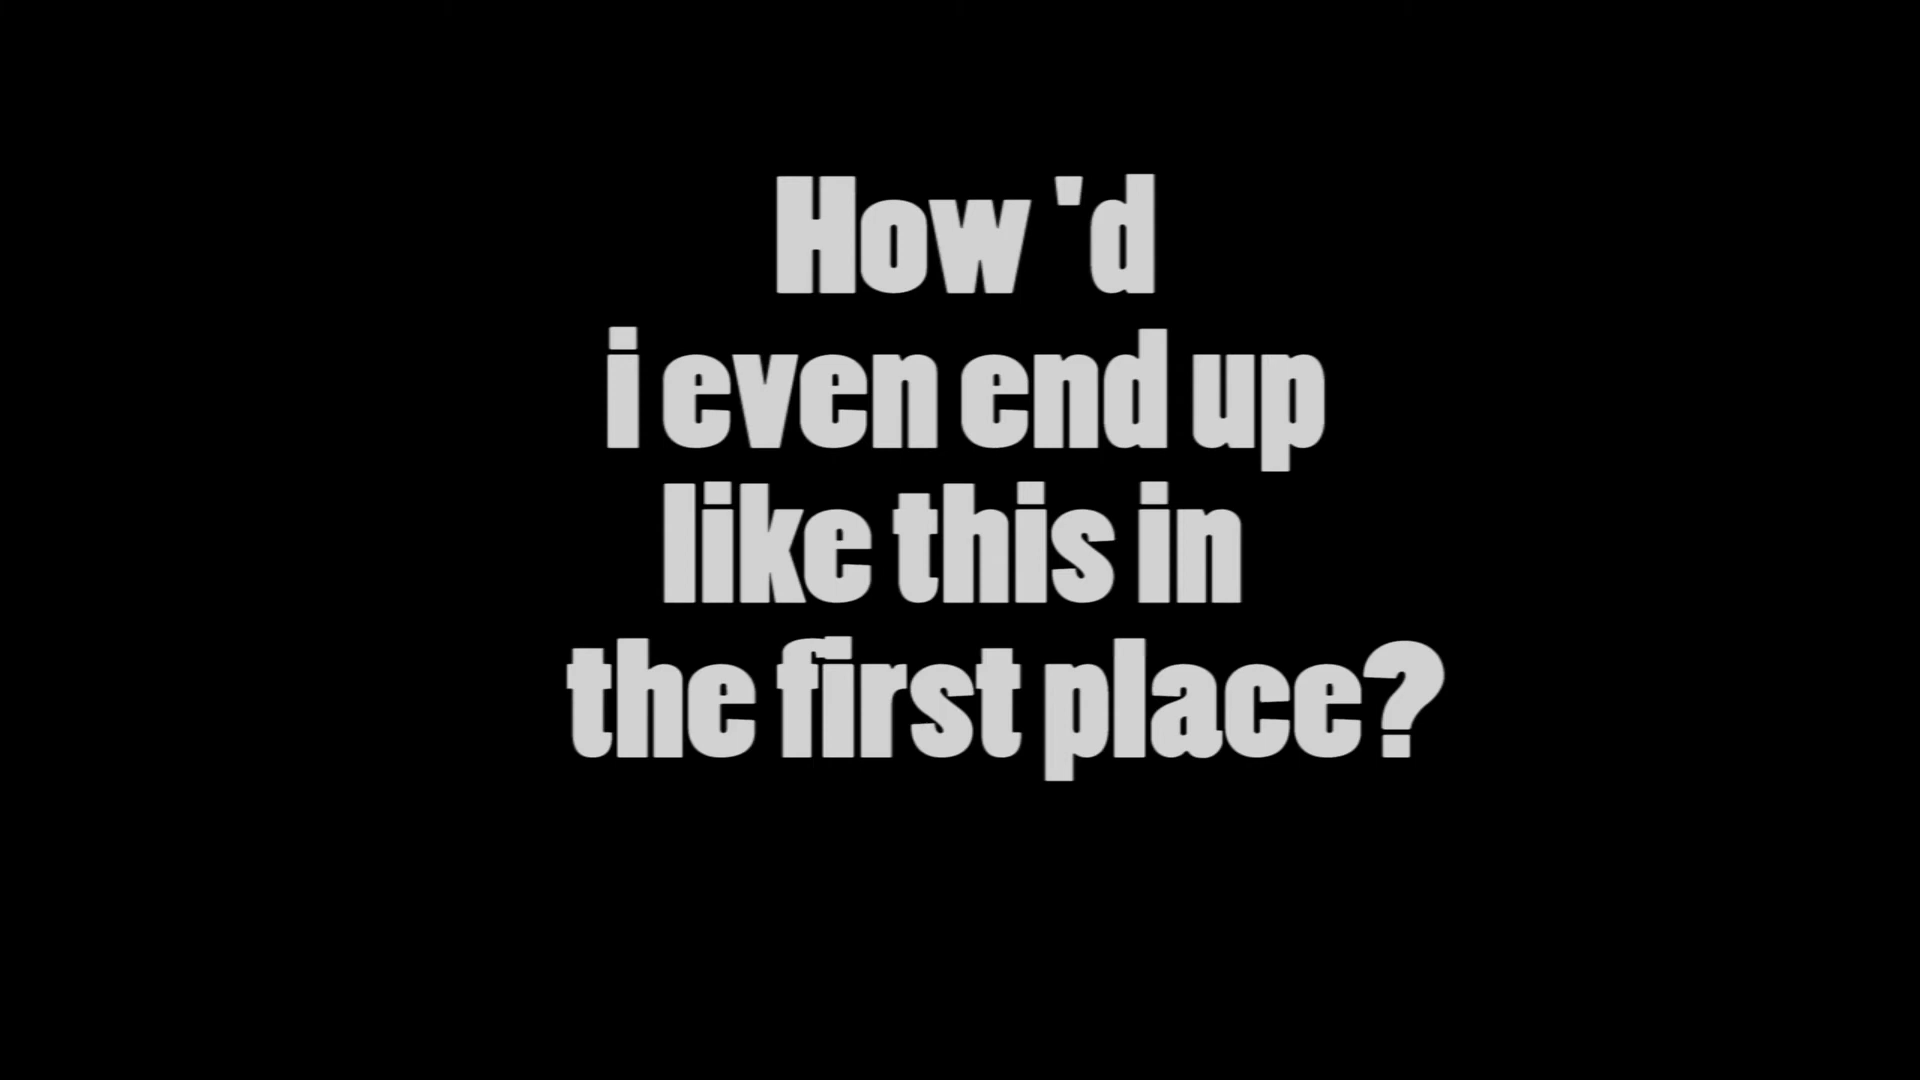 How 'd
i even end up
like this in
the first place?